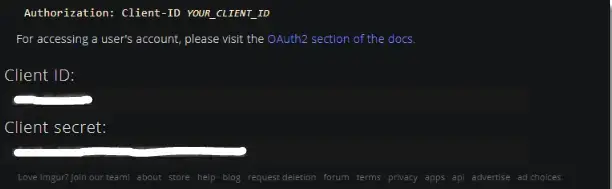 Authorization: Client-ID YOUR_CLIENT_ID
For accessing a user's account, please visit the OAuth2 section of the docs.
Client ID:
Client secret:
Love Imgur? Join our team! about store help blog request deletion forum terms privacy apps api advertise ad choices